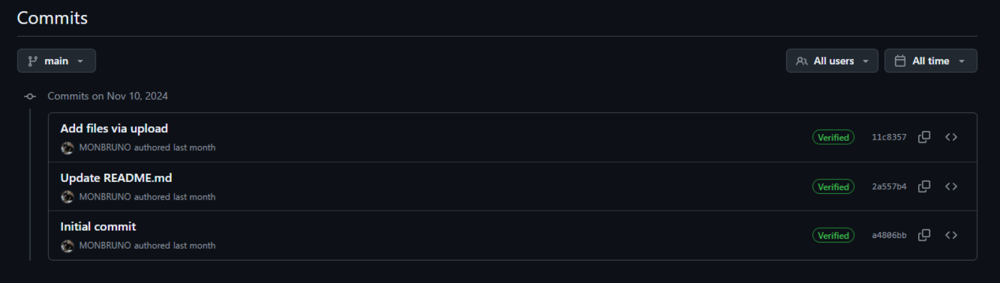 Commits
main
All users
All time
Commits on Nov 10, 2024
Add files via upload
MONBRUNO authored last month
Verified
11c8357
Update README.md
MONBRUNO authored last month
Verified
2a557b4
Initial commit
MONBRUNO authored last month
Verified
a4806bb